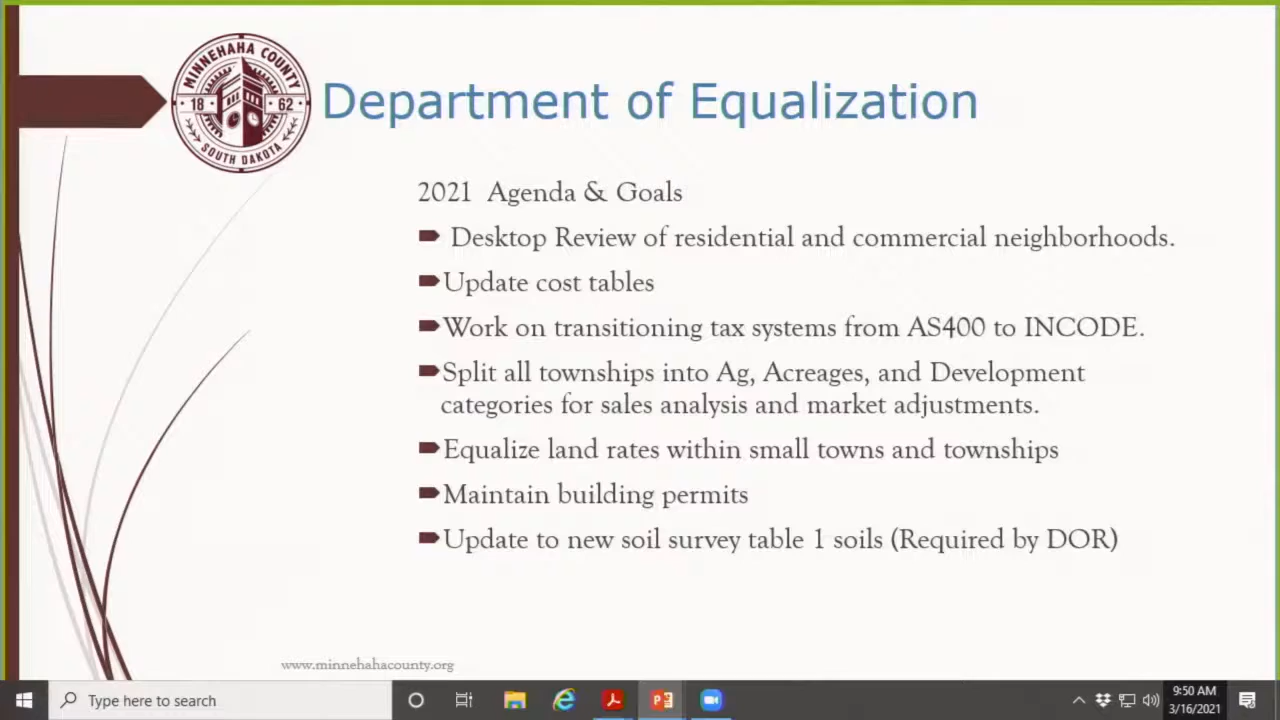 MINNEHAHA COUNTY
18 62
SOUTH DAKOTA
Department of Equalization
2021 Agenda & Goals
Desktop Review of residential and commercial neighborhoods.
Update cost tables
Work on transitioning tax systems from AS400 to INCODE.
Split all townships into Ag, Acreages, and Development
categories for sales analysis and market adjustments.
Equalize land rates within small towns and townships
Maintain building permits
Update to new soil survey table 1 soils (Required by DOR)
www.minnehahacounty.org
Type here to search
9:50 AM
3/16/2021